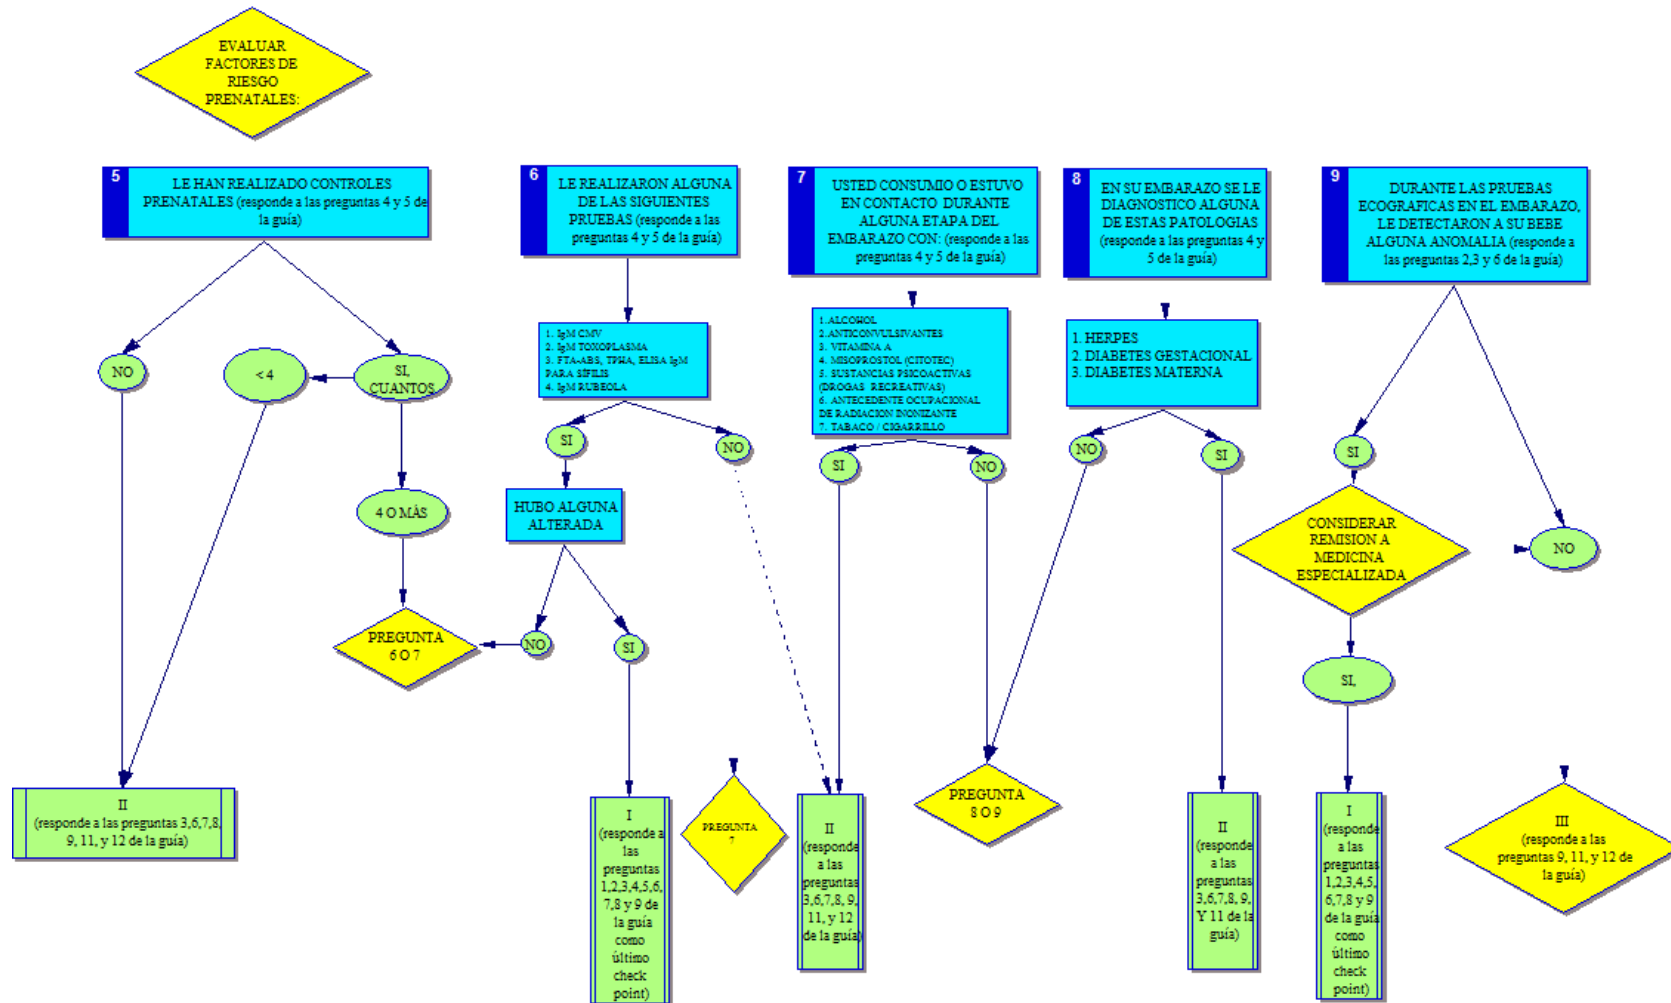 EVALUAR
FACTORES DE
RIESGO
PRENATALES:
5
LE HAN REALIZADO CONTROLES
PRENATALES (responde a las preguntas 4 y 5 de
la guía)
6
LE REALIZARON ALGUNA
DE LAS SIGUIENTES
PRUEBAS (responde a las
preguntas 4 y 5 de la guía)
7
USTED CONSUMIO O ESTUVO
EN CONTACTO DURANTE
ALGUNA ETAPA DEL
EMBARAZO CON: (responde a las
preguntas 4 y 5 de la guía)
8
EN SU EMBARAZO SE LE
DIAGNOSTICO ALGUNA
DE ESTAS PATOLOGIAS
(responde a las preguntas 4 y
5 de la guía)
9
DURANTE LAS PRUEBAS
ECOGRAFICAS EN EL EMBARAZO,
LE DETECTARON A SU BEBE
ALGUNA ANOMALIA (responde a
las preguntas 2,3 y 6 de la guía)
NO
< 4
SI,
CUANTOS
1. IgM CMV
2. IgM TOXOPLASMA
3. FTA-ABS, TPHA, ELISA IgM
PARA SÍFILIS
4. IgM RUBEOLA
1. ALCOHOL
2. ANTICONVULSIVANTES
3. VITAMINA A
4. MISOPROSTOL (CITOTEC)
5. SUSTANCIAS PSICOACTIVAS
(DROGAS RECREATIVAS)
6. ANTECEDENTE OCUPACIONAL
DE RADIACION INONIZANTE
7. TABACO / CIGARRILLO
1. HERPES
2. DIABETES GESTACIONAL
3. DIABETES MATERNA
SI
NO
SI
NO
NO
SI
SI
4 O MÁS
HUBO ALGUNA
ALTERADA
CONSIDERAR
REMISION A
MEDICINA
ESPECIALIZADA
NO
PREGUNTA
6 O 7
NO
SI
SI,
II
(responde a las preguntas 3,6,7,8,
9, 11, y 12 de la guía)
I
(responde a
las
preguntas
1,2,3,4,5,6,
7,8 y 9 de
la guía
como
último
check
point)
PREGUNTA
7
II
(responde
a las
preguntas
3,6,7,8, 9,
11, y 12
de la guía)
PREGUNTA
8 O 9
II
(responde
a las
preguntas
3,6,7,8, 9,
Y 11 de la
guía)
I
(responde
a las
preguntas
1,2,3,4,5,
6,7,8 y 9
de la guía
como
último
check
point)
III
(responde a las
preguntas 9, 11, y 12 de
la guía)